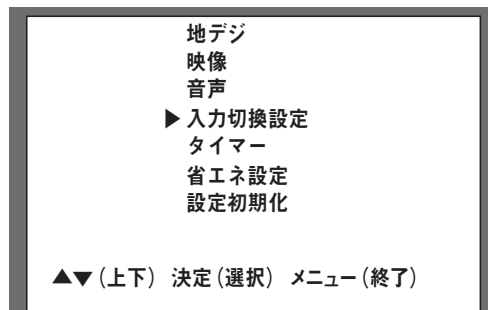 地デジ
映像
音声
▶入力切換設定
タイマー
省エネ設定
設定初期化
▲▼(上下) 決定(選択) メニュー(終了)